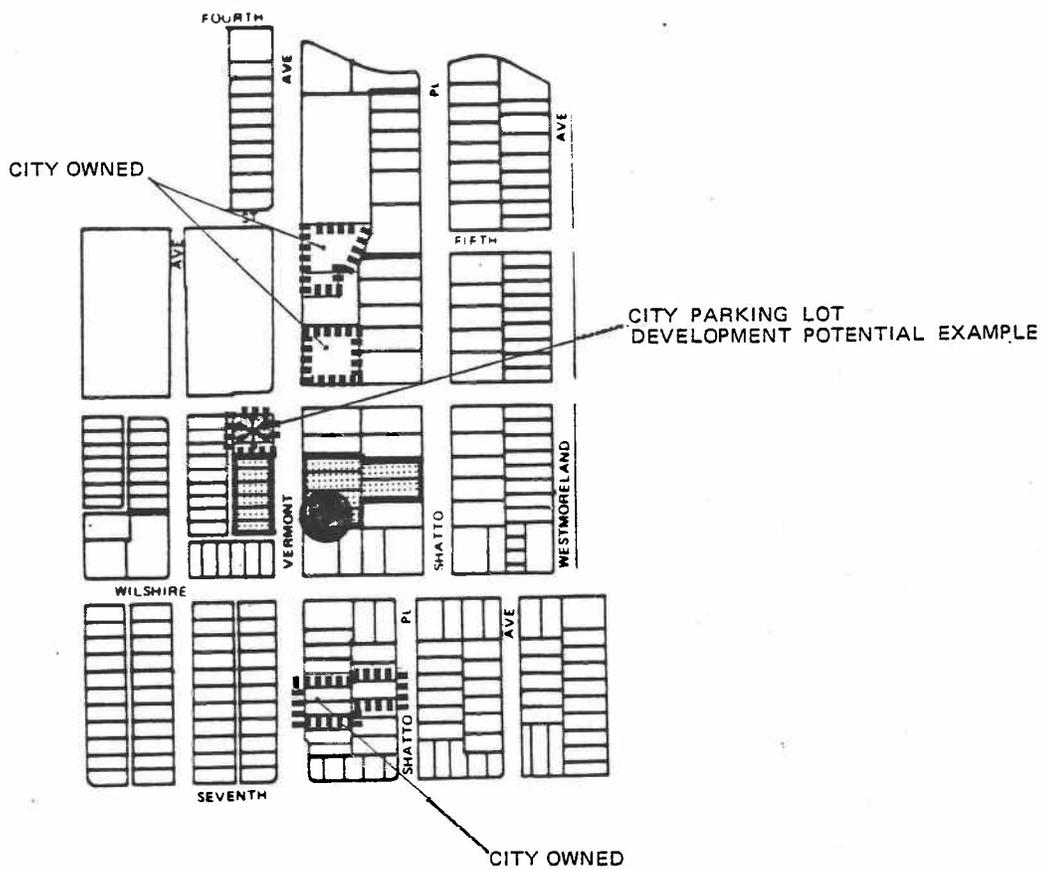 FOURTH
AVE
PL
AVE
CITY OWNED
ST
AVE
FIFTH
CITY PARKING LOT
DEVELOPMENT POTENTIAL EXAMPLE
VERMONT
SHATTO
WESTMORELAND
WILSHIRE
PL
AVE
SHATTO
SEVENTH
CITY OWNED